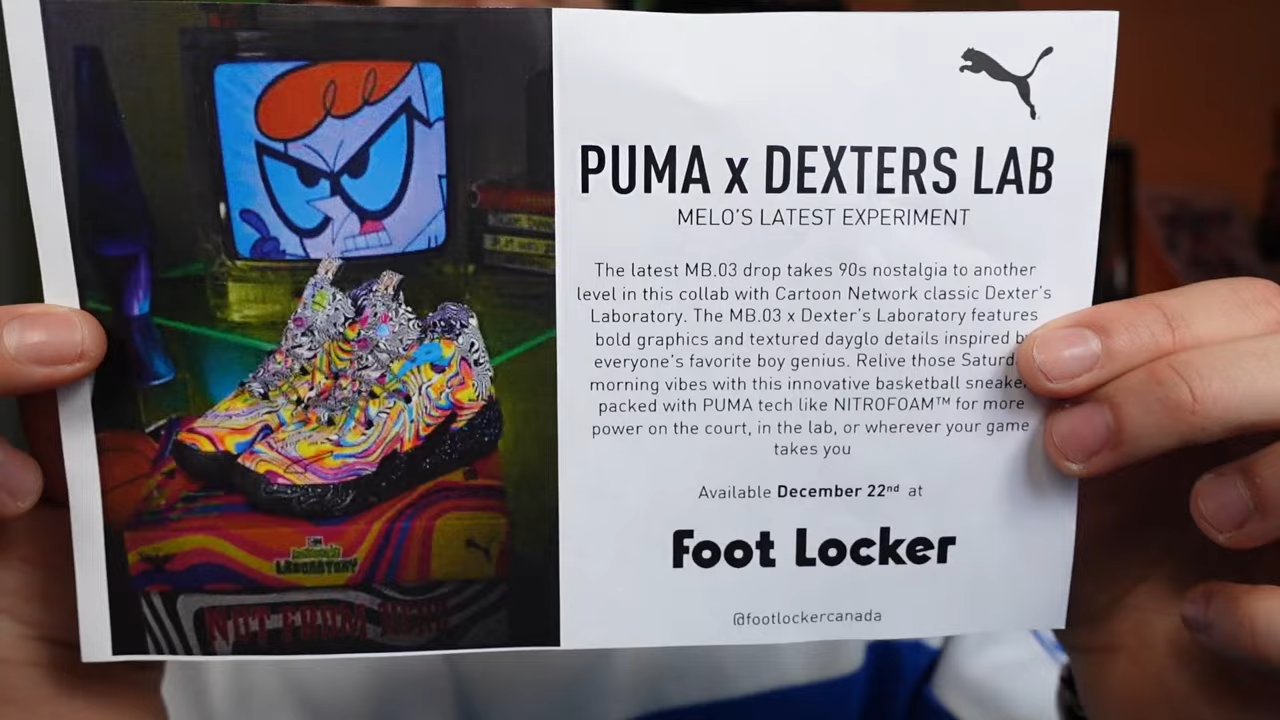 PUMA x DEXTERS LAB
MELO'S LATEST EXPERIMENT
The latest MB.03 drop takes 90s nostalgia to another
level in this collab with Cartoon Network classic Dexter's
Laboratory. The MB.03 x Dexter's Laboratory features
bold graphics and textured dayglo details inspired
everyone's favorite boy genius. Relive those
morning vibes with this innovative basketball
packed with PUMA tech like NITROFOAM™ for more
power on the court, in the lab, or wherever your game
takes you
Available December 22nd at
Foot Locker
@footlockercanada
LABORATORY
NOT FROM HERE